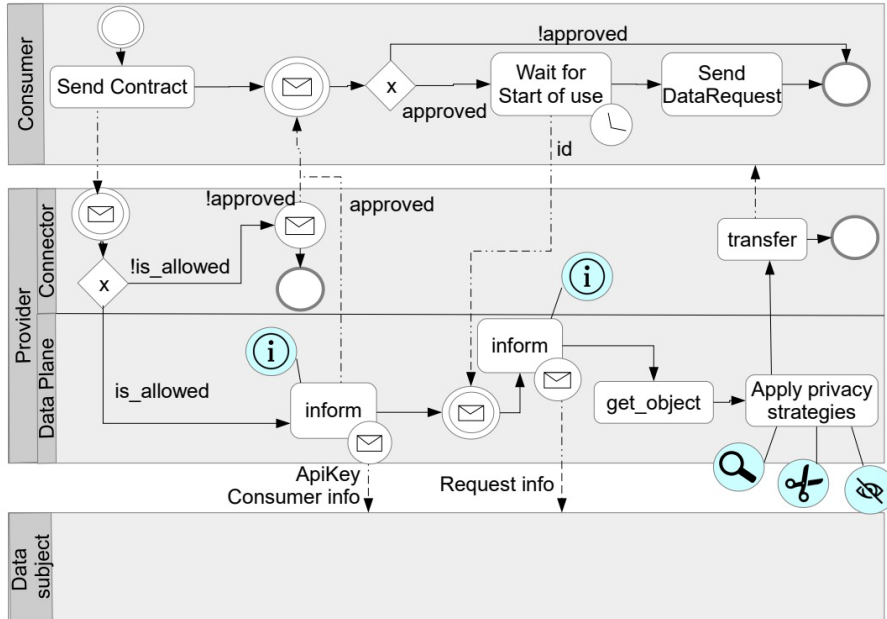 Consumer
Send Contract
x
!approved
approved
Wait for
Start of use
Send
DataRequest
id
Provider
Connector
!approved
approved
x
!is_allowed
transfer
i
Data Plane
i
is_allowed
inform
inform
get_object
Apply privacy
strategies
ApiKey
Consumer info
Request info
Data
subject